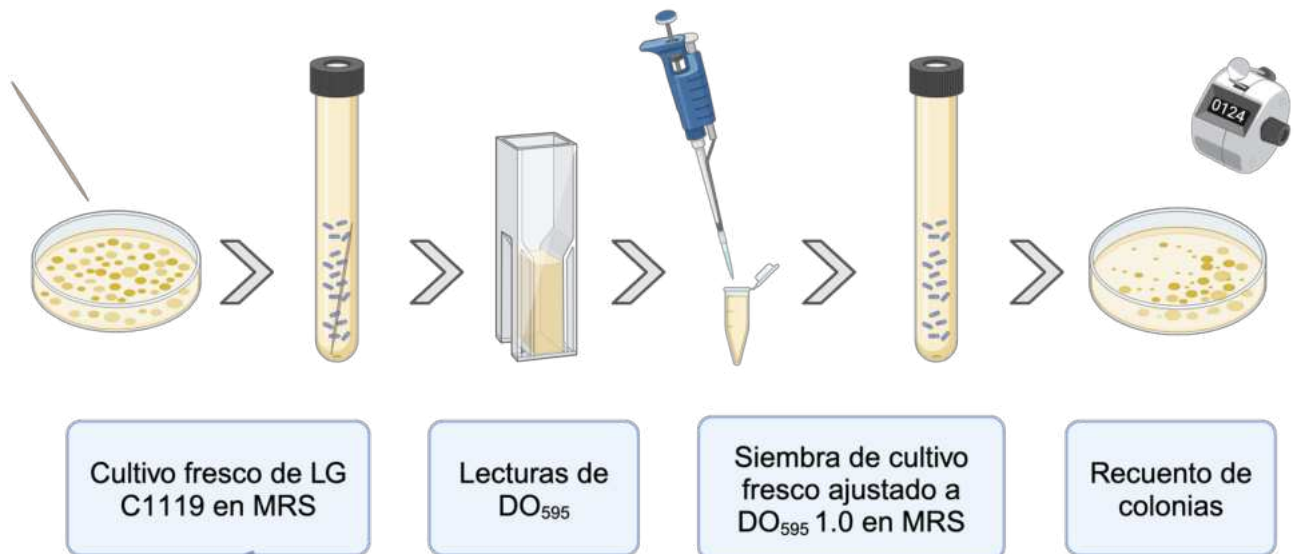 0124
Cultivo fresco de LG
C1119 en MRS
Lecturas de
DO₅₉₅
Siembra de cultivo
fresco ajustado a
DO₅₉₅ 1.0 en MRS
Recuento de
colonias